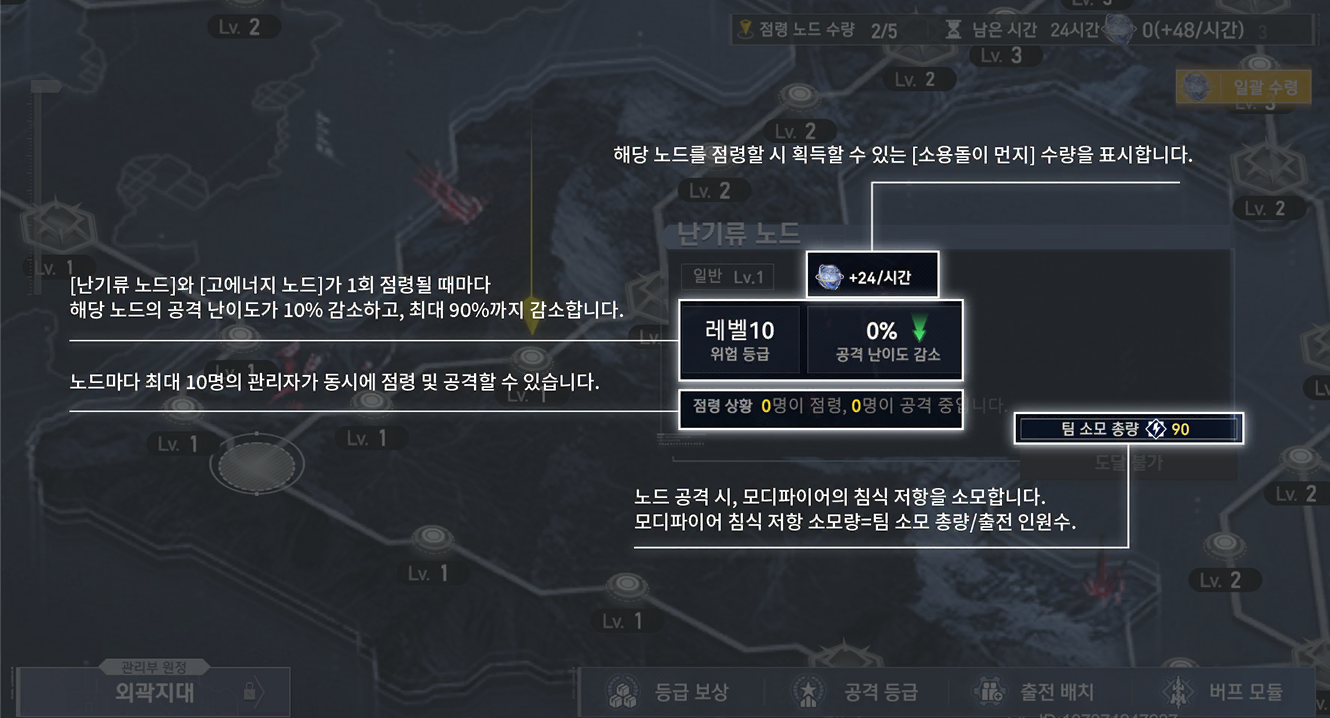 Lv. 2
점령 노드 수량 2/5
남은 시간 24시간
0(+48/시간)
Lv. 3
Lv. 2
일괄 수령
Lv. 2
해당 노드를 점령할 시 획득할 수 있는 [소용돌이 먼지] 수량을 표시합니다.
Lv. 2
Lv. 2
난기류 노드
Lv. 1
일반 Lv.1
+24/시간
[난기류 노드]와 [고에너지 노드]가 1회 점령될 때마다
해당 노드의 공격 난이도가 10% 감소하고, 최대 90%까지 감소합니다.
레벨10
위험 등급
0%
공격 난이도 감소
Lv. 1
노드마다 최대 10명의 관리자가 동시에 점령 및 공격할 수 있습니다.
Lv. 1
점령 상황 0명이 점령, 0명이 공격 중입니다.
팀 소모 총량 90
Lv. 1
Lv. 1
도달 불가
노드 공격 시, 모디파이어의 침식 저항을 소모합니다.
모디파이어 침식 저항 소모량=팀 소모 총량/출전 인원수.
Lv. 2
Lv. 1
Lv. 2
Lv. 1
관리부 원정
외곽지대
등급 보상
공격 등급
출전 배치
버프 모듈